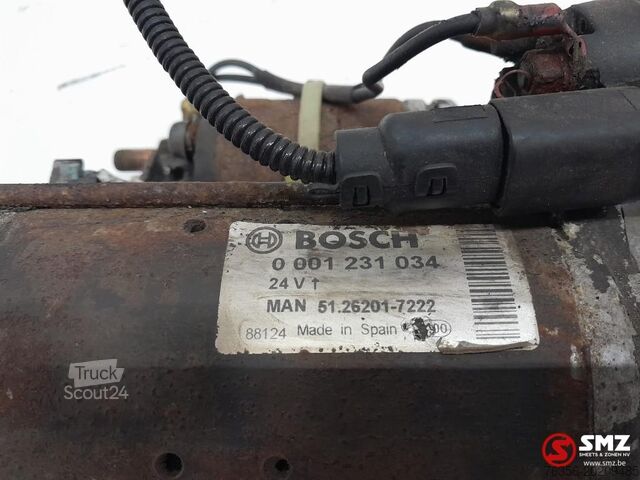 BOSCH
0 001 231 034
24 V ↑
MAN 51.26201-7222
88124 Made in Spain
Truck
Scout24
SMZ
SMEETS & ZONEN NV
www.smz.be